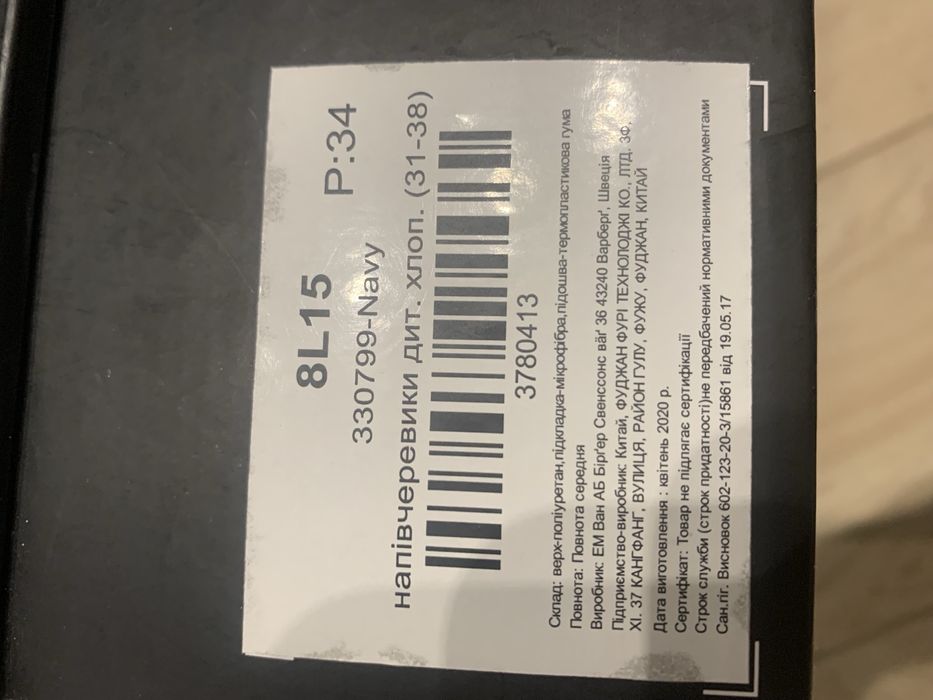 8L15 P:34
330799-Navy
напівчеревики дит. хлоп. (31-38)
3780413
Склад: верх-поліуретан,підкладка-мікрофібра,підошва-термопластикова гума
Повнота: Повнота середня
Виробник: ЕМ Ван АБ Біргер Свенссонс вäг' 36 43240 Варберґ, Швеція
Підприємство-виробник: Китай, ФУДЖАН ФУРІ ТЕХНОЛОДЖІ КО., ЛТД. 3Ф.
XI. 37 КАНГФАНГ, ВУЛИЦЯ, РАЙОН ГУЛУ, ФУЖУ, ФУДЖАН, КИТАЙ
Дата виготовлення : квітень 2020 р.
Сертифікат: Товар не підлягає сертифікації
Строк служби (строк придатності)не передбачений нормативними документами
Сан.гіг. Висновок 602-123-20-3/15861 від 19.05.17